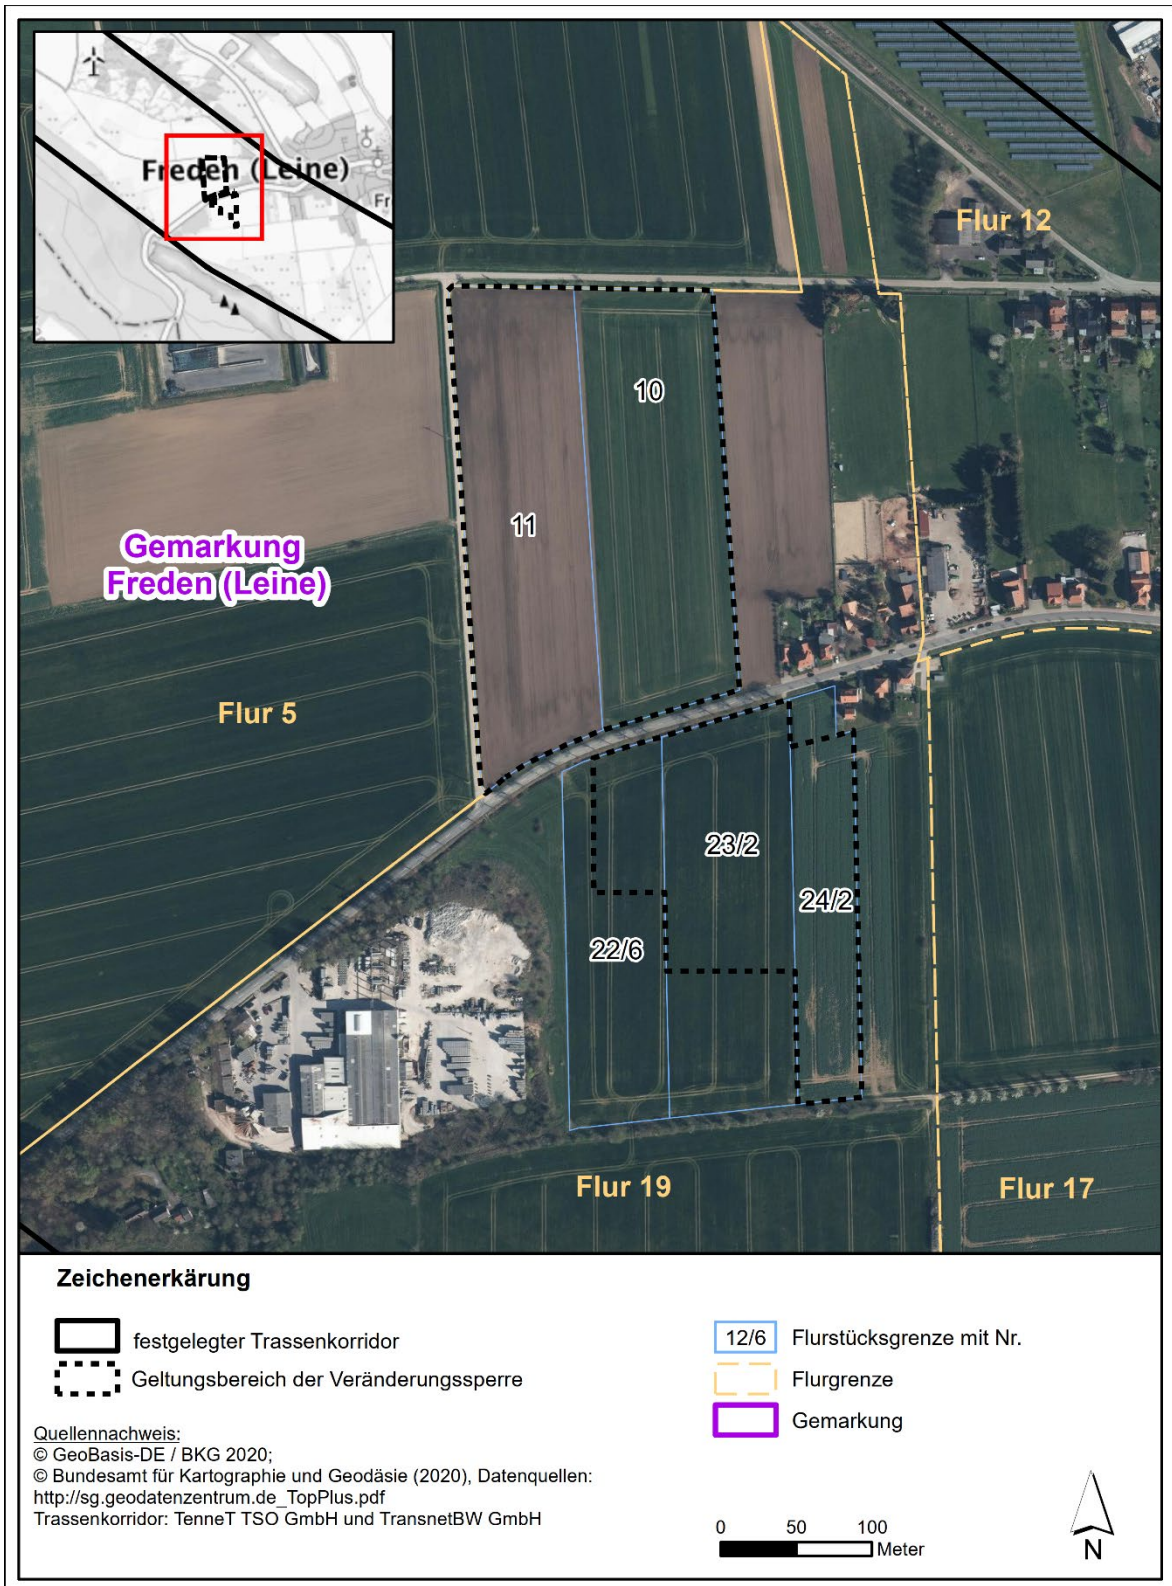 Freden (Leine)
Fr
Flur 12
10
11
Gemarkung
Freden (Leine)
Flur 5
23/2
24/2
22/6
Flur 19
Flur 17
Zeichenerkärung
festgelegter Trassenkorridor
Geltungsbereich der Veränderungssperre
12/6 Flurstücksgrenze mit Nr.
Flurgrenze
Gemarkung
Quellennachweis:
© GeoBasis-DE / BKG 2020;
© Bundesamt für Kartographie und Geodäsie (2020), Datenquellen:
http://sg.geodatenzentrum.de_TopPlus.pdf
Trassenkorridor: TenneT TSO GmbH und TransnetBW GmbH
0 50 100
Meter
N